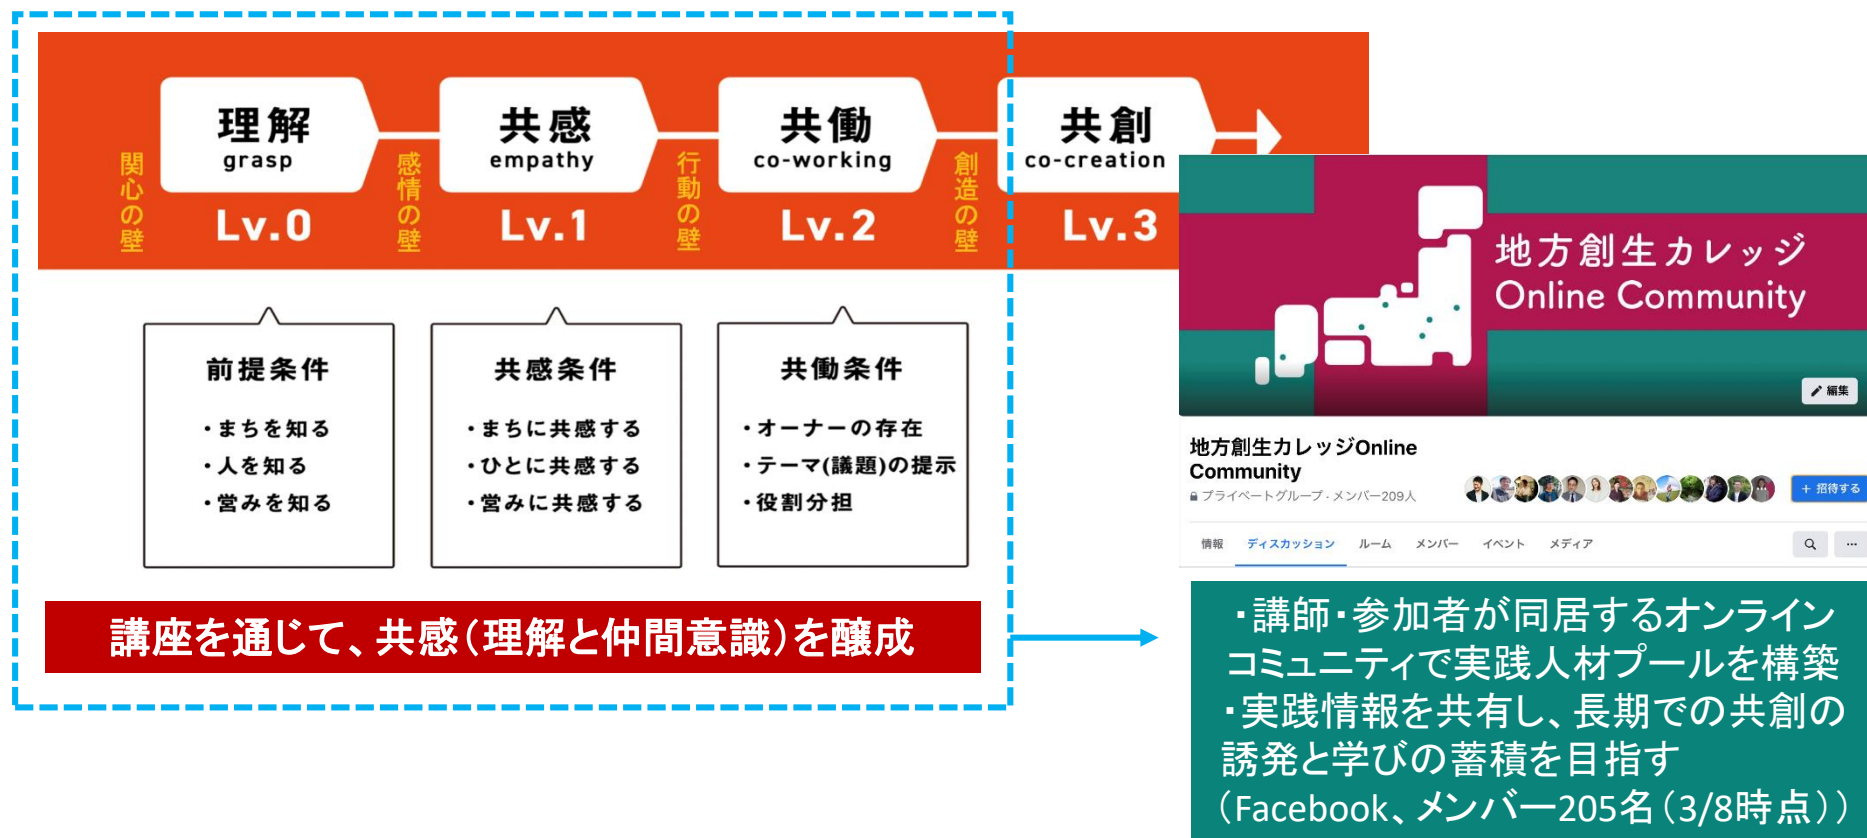 関心の壁
理解
grasp
Lv.0
感情の壁
共感
empathy
Lv.1
行動の壁
共働
co-working
Lv.2
創造の壁
共創
co-creation
Lv.3
前提条件
・まちを知る
・人を知る
・営みを知る
共感条件
・まちに共感する
・ひとに共感する
・営みに共感する
共働条件
・オーナーの存在
・テーマ(議題)の提示
・役割分担
講座を通じて、共感（理解と仲間意識）を醸成
地方創生カレッジ
Online Community
編集
地方創生カレッジOnline
Community
プライベートグループ・メンバー209人
+ 招待する
情報 ディスカッション ルーム メンバー イベント メディア
・講師・参加者が同居するオンライン
コミュニティで実践人材プールを構築
・実践情報を共有し、長期での共創の
誘発と学びの蓄積を目指す
（Facebook、メンバー205名（3/8時点））